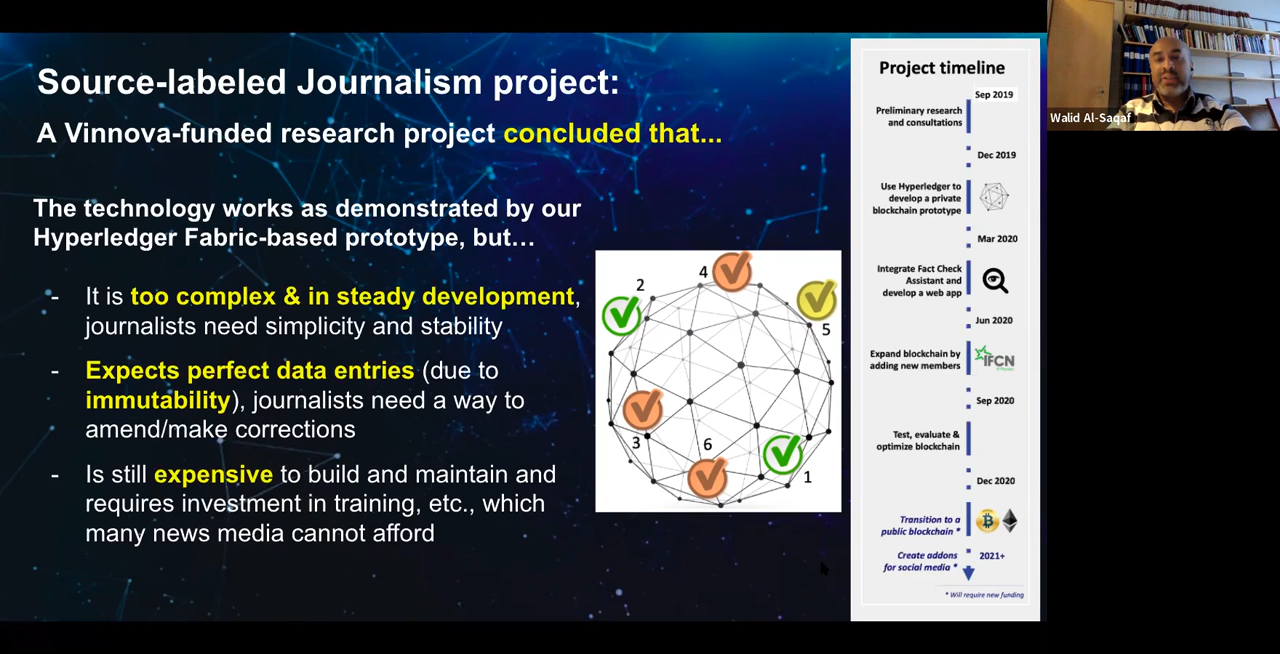 Source-labeled Journalism project:
A Vinnova-funded research project concluded that...
The technology works as demonstrated by our
Hyperledger Fabric-based prototype, but…
- It is too complex & in steady development,
journalists need simplicity and stability
- Expects perfect data entries (due to
immutability), journalists need a way to
amend/make corrections
- Is still expensive to build and maintain and
requires investment in training, etc., which
many news media cannot afford
4
2
5
3
6
1
Project timeline
Sep 2019
Preliminary research
and consultations
Dec 2019
Use Hyperledger to
develop a private
blockchain prototype
Mar 2020
Integrate Fact Check
Assistant and
develop a web app
Jun 2020
Expand blockchain by
adding new members
IFCN
Sep 2020
Test, evaluate &
optimize blockchain
Dec 2020
Transition to a
public blockchain *
2021+
Create addons
for social media *
* Will require new funding
Walid Al-Saqaf